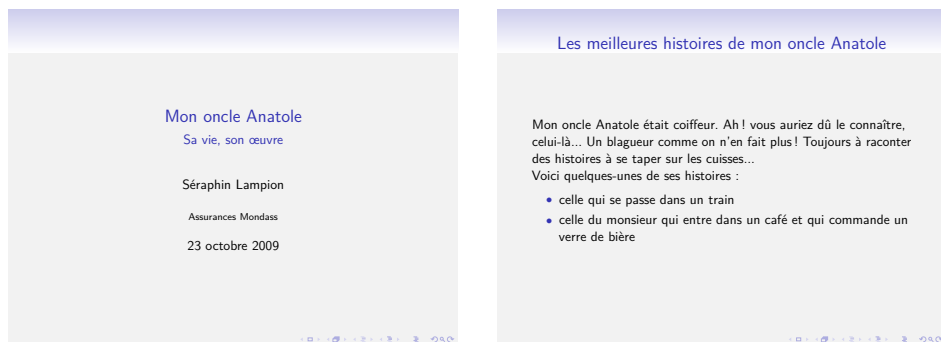 Mon oncle Anatole
Sa vie, son œuvre
Séraphin Lampion
Assurances Mondass
23 octobre 2009
Les meilleures histoires de mon oncle Anatole
Mon oncle Anatole était coiffeur. Ah ! vous auriez dû le connaître,
celui-là... Un blagueur comme on n'en fait plus ! Toujours à raconter
des histoires à se taper sur les cuisses...
Voici quelques-unes de ses histoires :
• celle qui se passe dans un train
• celle du monsieur qui entre dans un café et qui commande un
verre de bière